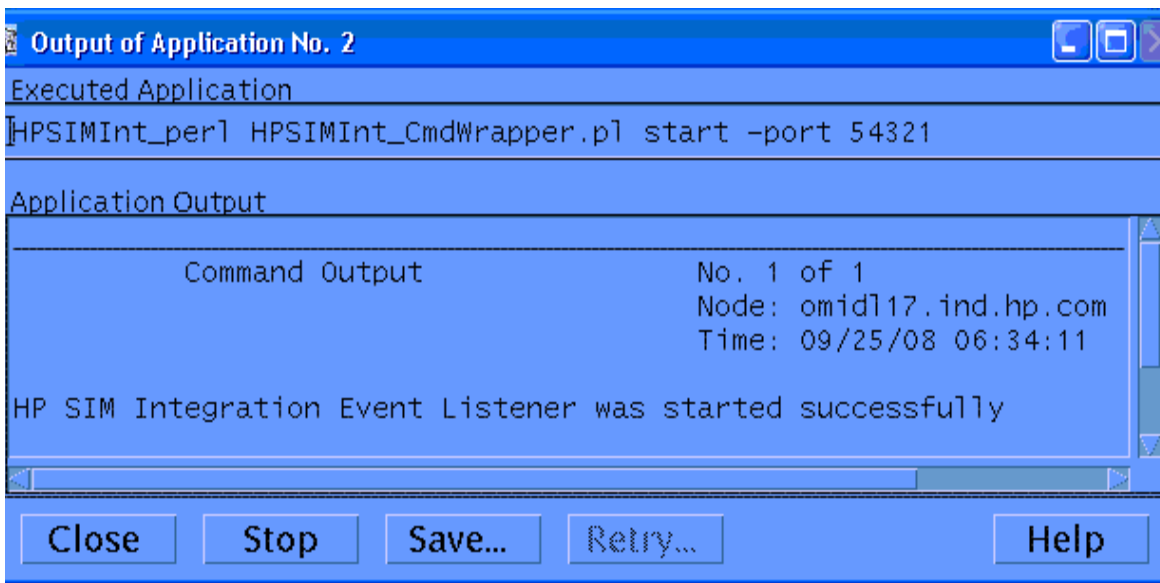 Output of Application No. 2
Executed Application
HPSIMInt_perl HPSIMInt_CmdWrapper.pl start -port 54321
Application Output
Command Output No. 1 of 1
Node: omidl17.ind.hp.com
Time: 09/25/08 06:34:11
HP SIM Integration Event Listener was started successfully
Close Stop Save... Retry... Help